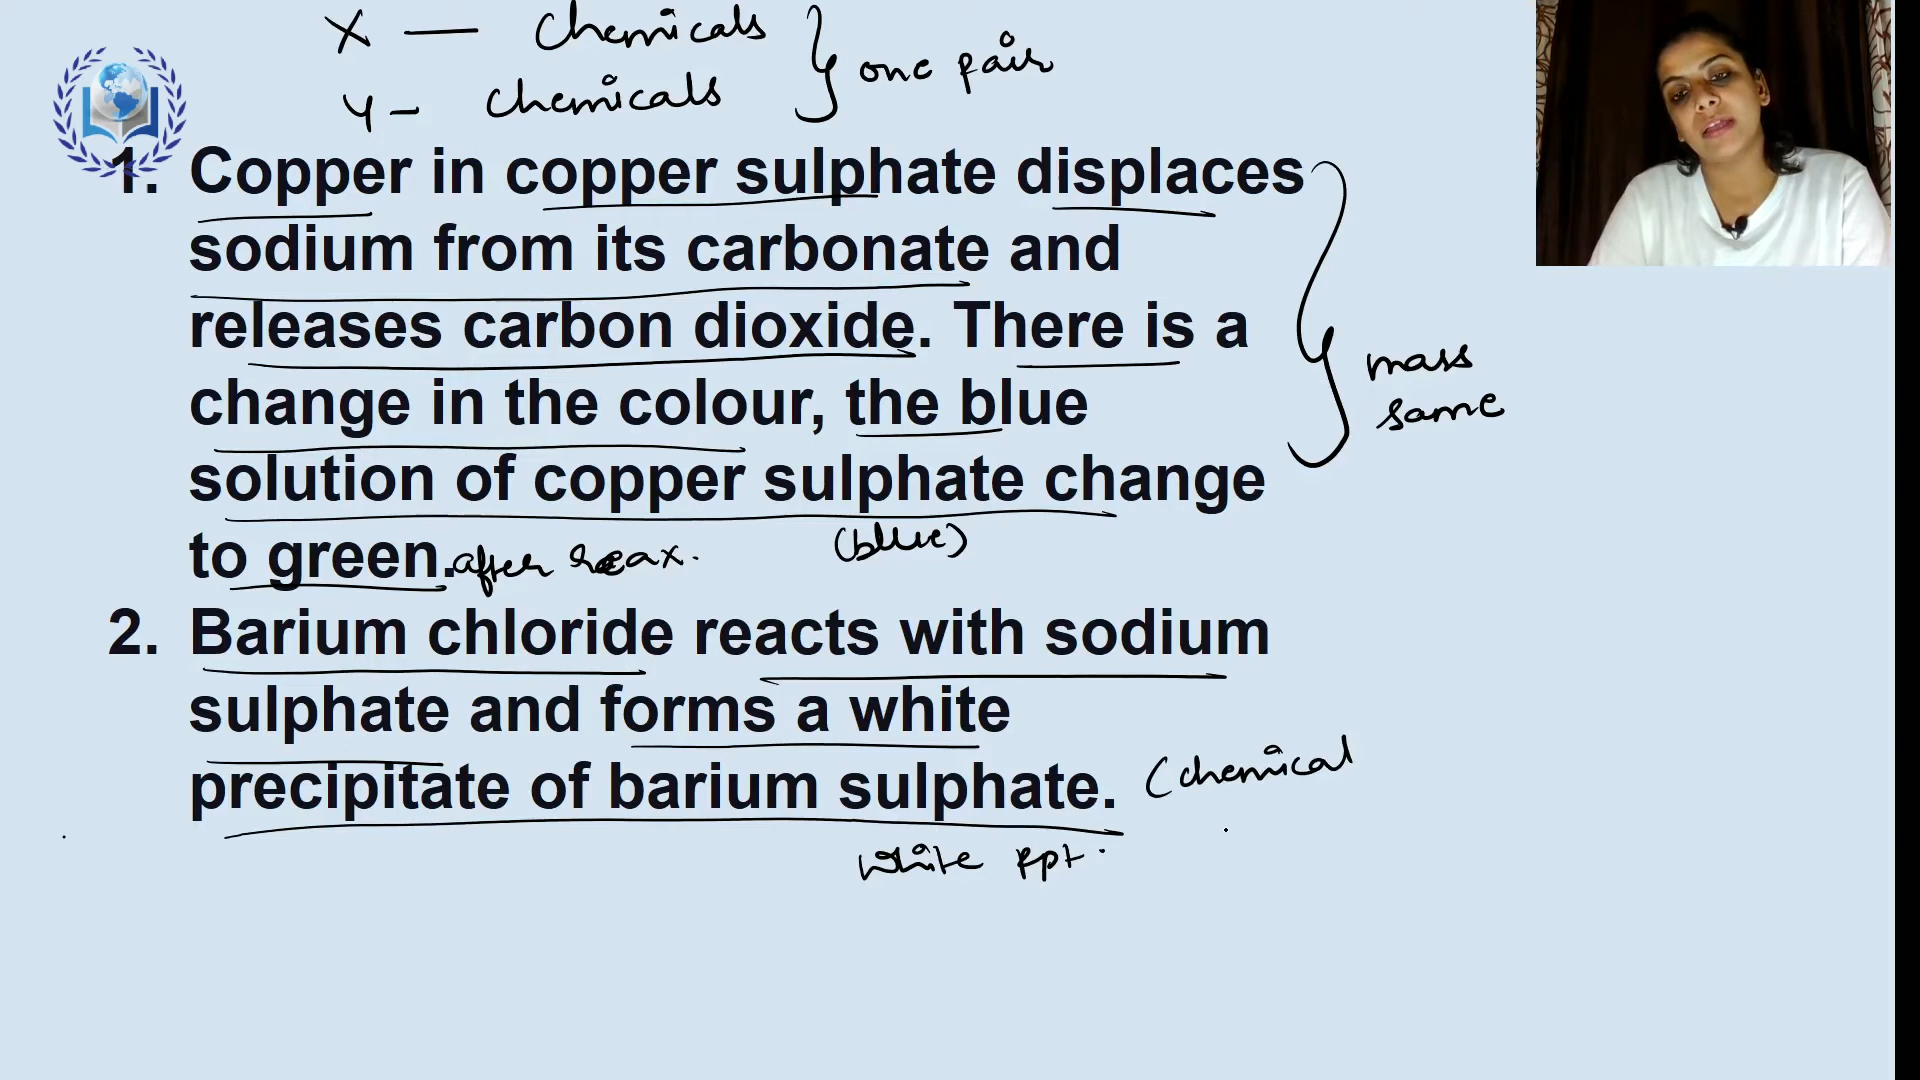 X — Chemicals
Y - Chemicals
one pair
1. Copper in copper sulphate displaces
sodium from its carbonate and
releases carbon dioxide. There is a
change in the colour, the blue
solution of copper sulphate change
to green. after reax.
(blue)
mass
same
2. Barium chloride reacts with sodium
sulphate and forms a white
precipitate of barium sulphate. (chemical
white ppt.